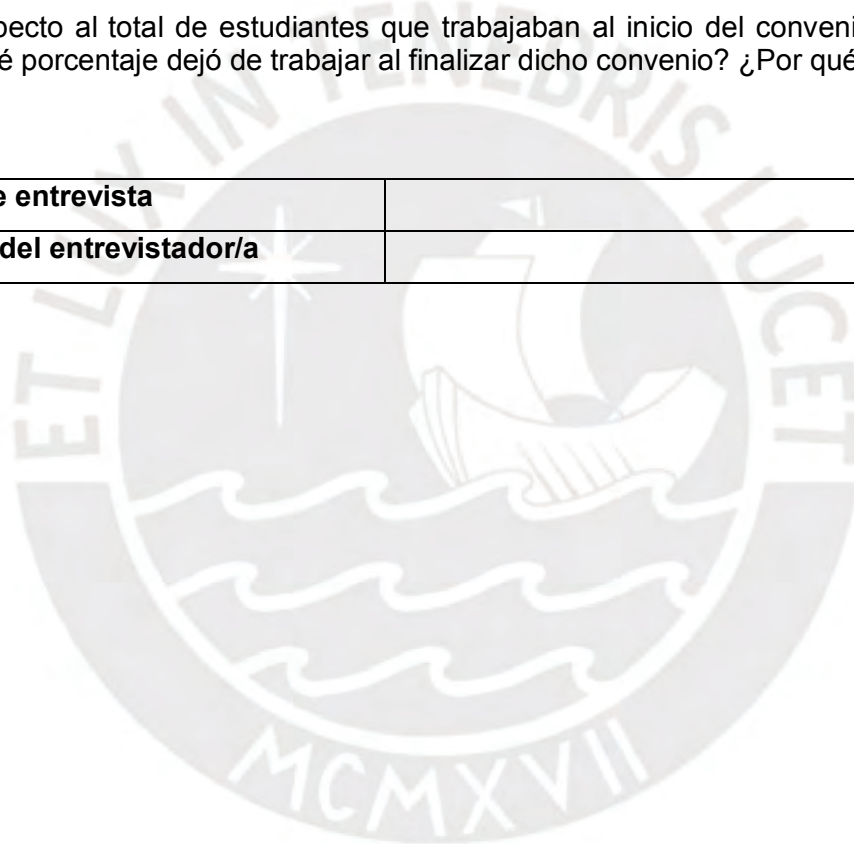 pecto al total de estudiantes que trabajaban al inicio del conveni
é porcentaje dejó de trabajar al finalizar dicho convenio? ¿Por qué
e entrevista
del entrevistador/a
ET LUX IN TENEBRIS LUCET
MCMXVII